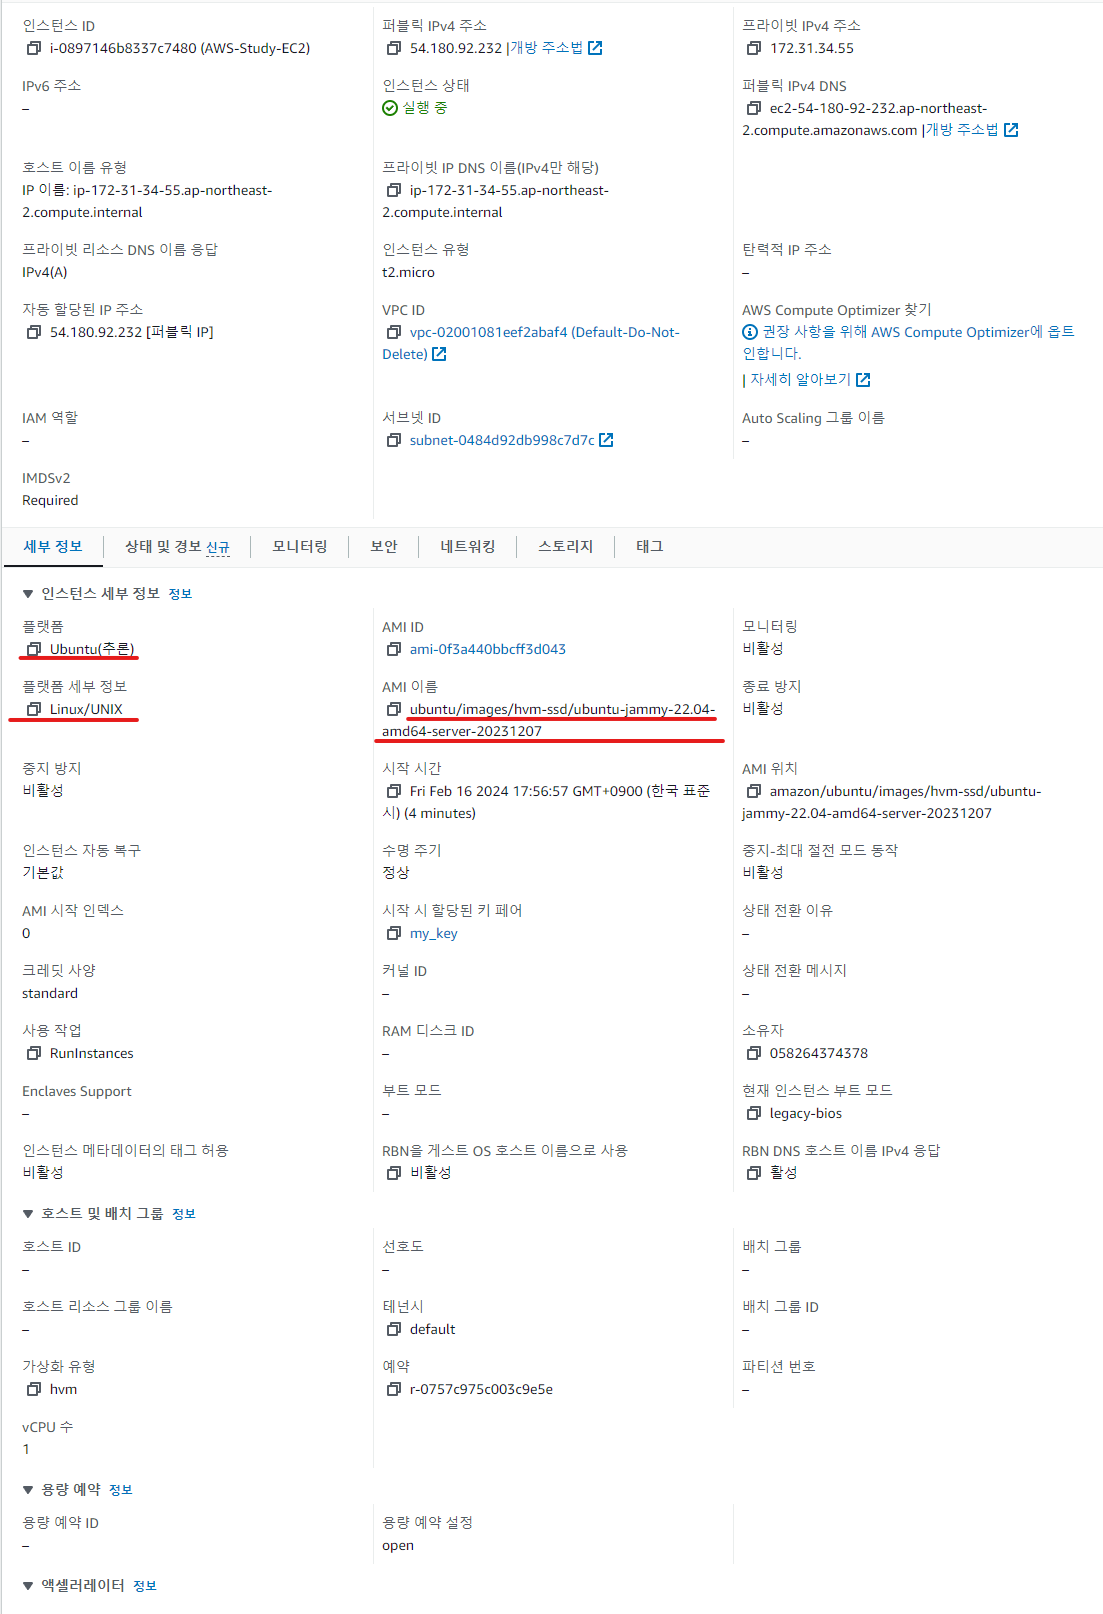 인스턴스 ID
i-0897146b8337c7480 (AWS-Study-EC2)
퍼블릭 IPv4 주소
54.180.92.232 |개방 주소법
프라이빗 IPv4 주소
172.31.34.55
IPv6 주소
–
인스턴스 상태
실행 중
퍼블릭 IPv4 DNS
ec2-54-180-92-232.ap-northeast-
2.compute.amazonaws.com |개방 주소법
호스트 이름 유형
IP 이름: ip-172-31-34-55.ap-northeast-
2.compute.internal
프라이빗 IP DNS 이름(IPv4만 해당)
ip-172-31-34-55.ap-northeast-
2.compute.internal
프라이빗 리소스 DNS 이름 응답
IPv4(A)
인스턴스 유형
t2.micro
탄력적 IP 주소
–
자동 할당된 IP 주소
54.180.92.232 [퍼블릭 IP]
VPC ID
vpc-02001081eef2abaf4 (Default-Do-Not-
Delete)
AWS Compute Optimizer 찾기
권장 사항을 위해 AWS Compute Optimizer에 옵트
인합니다.
| 자세히 알아보기
IAM 역할
–
서브넷 ID
subnet-0484d92db998c7d7c
Auto Scaling 그룹 이름
–
IMDSv2
Required
세부 정보
상태 및 경보 신규
모니터링
보안
네트워킹
스토리지
태그
▼ 인스턴스 세부 정보 정보
플랫폼
Ubuntu(추론)
AMI ID
ami-0f3a440bbcff3d043
모니터링
비활성
플랫폼 세부 정보
Linux/UNIX
AMI 이름
ubuntu/images/hvm-ssd/ubuntu-jammy-22.04-
amd64-server-20231207
종료 방지
비활성
중지 방지
비활성
시작 시간
Fri Feb 16 2024 17:56:57 GMT+0900 (한국 표준
시) (4 minutes)
AMI 위치
amazon/ubuntu/images/hvm-ssd/ubuntu-
jammy-22.04-amd64-server-20231207
인스턴스 자동 복구
기본값
수명 주기
정상
중지-최대 절전 모드 동작
비활성
AMI 시작 인덱스
0
시작 시 할당된 키 페어
my_key
상태 전환 이유
–
크레딧 사양
standard
커널 ID
–
상태 전환 메시지
–
사용 작업
RunInstances
RAM 디스크 ID
–
소유자
058264374378
Enclaves Support
–
부트 모드
–
현재 인스턴스 부트 모드
legacy-bios
인스턴스 메타데이터의 태그 허용
비활성
RBN을 게스트 OS 호스트 이름으로 사용
비활성
RBN DNS 호스트 이름 IPv4 응답
활성
▼ 호스트 및 배치 그룹 정보
호스트 ID
–
선호도
–
배치 그룹
–
호스트 리소스 그룹 이름
–
테넌시
default
배치 그룹 ID
–
가상화 유형
hvm
예약
r-0757c975c003c9e5e
파티션 번호
–
vCPU 수
1
▼ 용량 예약 정보
용량 예약 ID
–
용량 예약 설정
open
▼ 액셀러레이터 정보